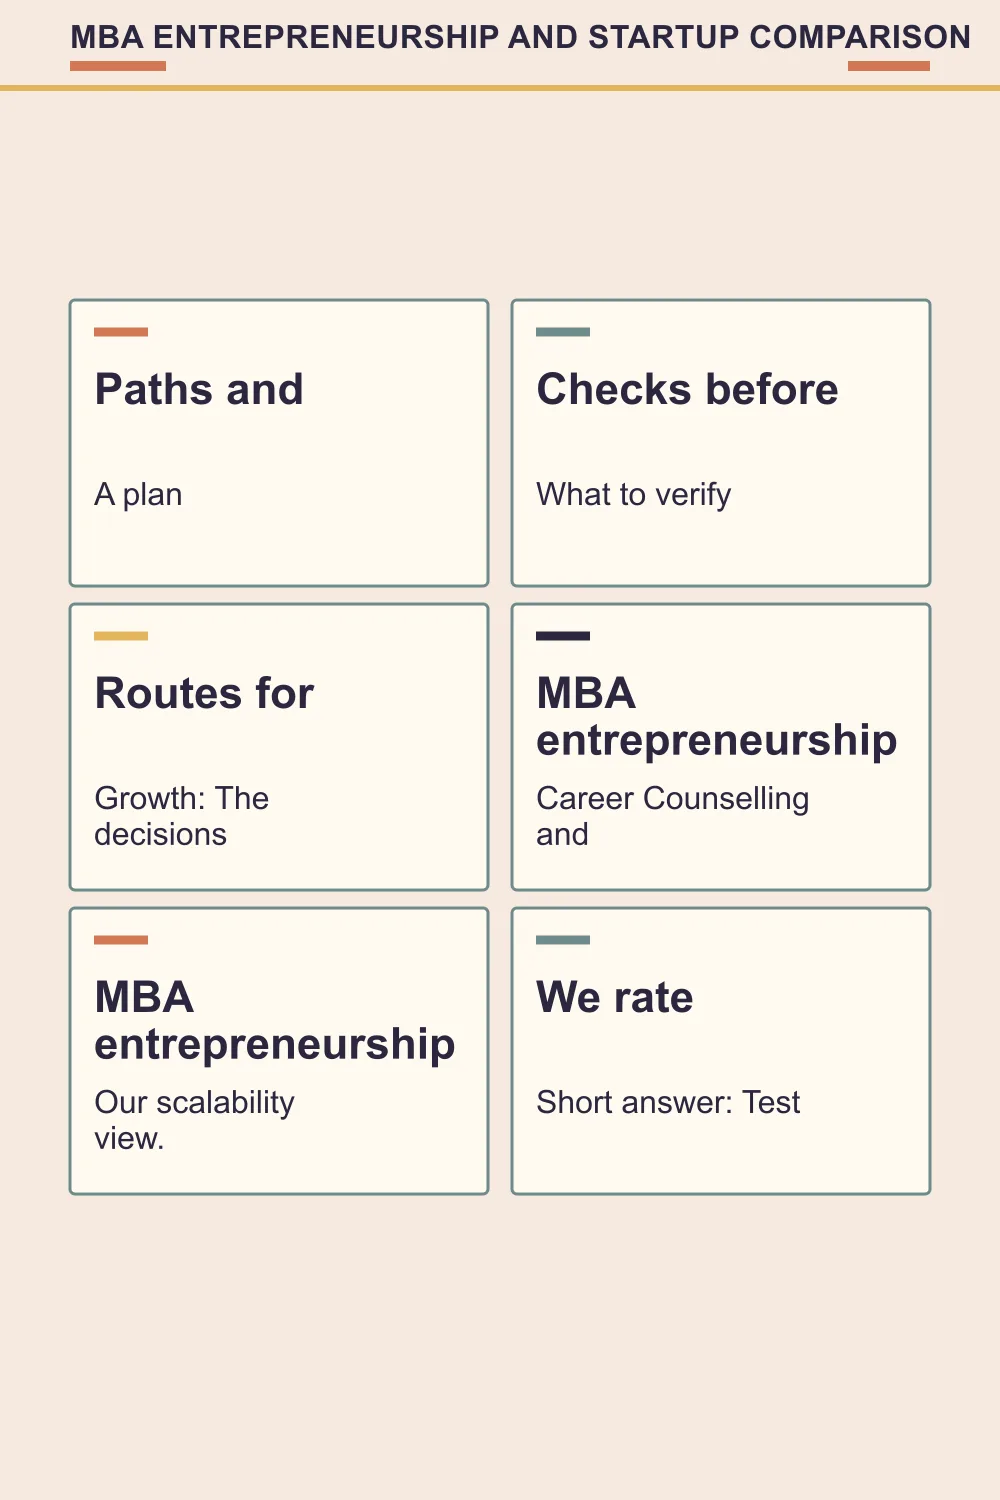 MBA ENTREPRENEURSHIP AND STARTUP COMPARISON
Paths and
A plan
Checks before
What to verify
Routes for
Growth: The
decisions
MBA
entrepreneurship
Career Counselling
and
MBA
entrepreneurship
Our scalability
view.
We rate
Short answer: Test